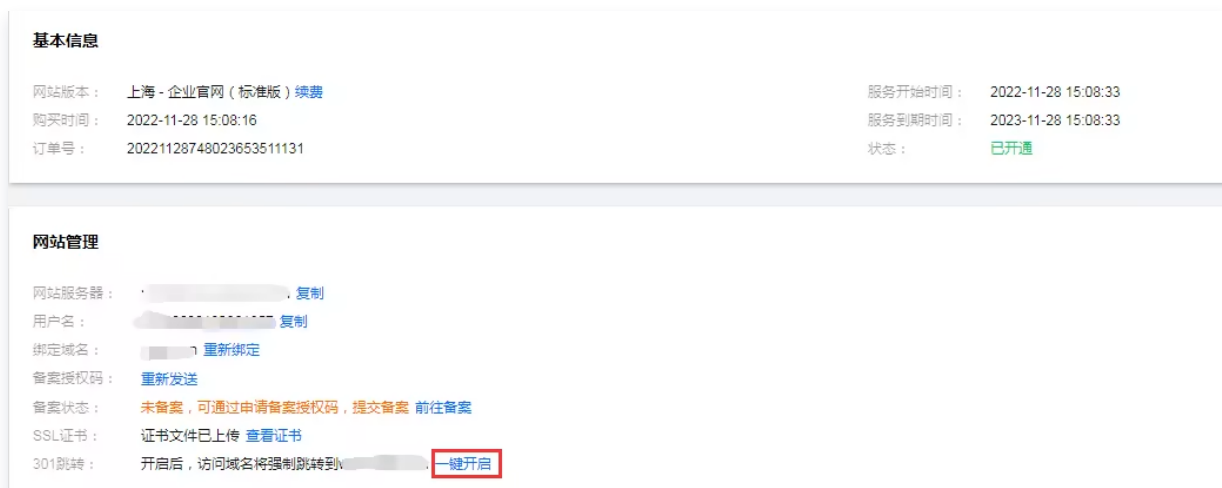 基本信息
网站版本： 上海 - 企业官网（标准版）续费 服务开始时间： 2022-11-28 15:08:33
购买时间： 2022-11-28 15:08:16 服务到期时间： 2023-11-28 15:08:33
订单号： 20221128748023653511131 状态： 已开通
网站管理
网站服务器： 复制
用户名： 复制
绑定域名： 重新绑定
备案授权码： 重新发送
备案状态： 未备案，可通过申请备案授权码，提交备案 前往备案
SSL证书： 证书文件已上传 查看证书
301跳转： 开启后，访问域名将强制跳转到 一键开启